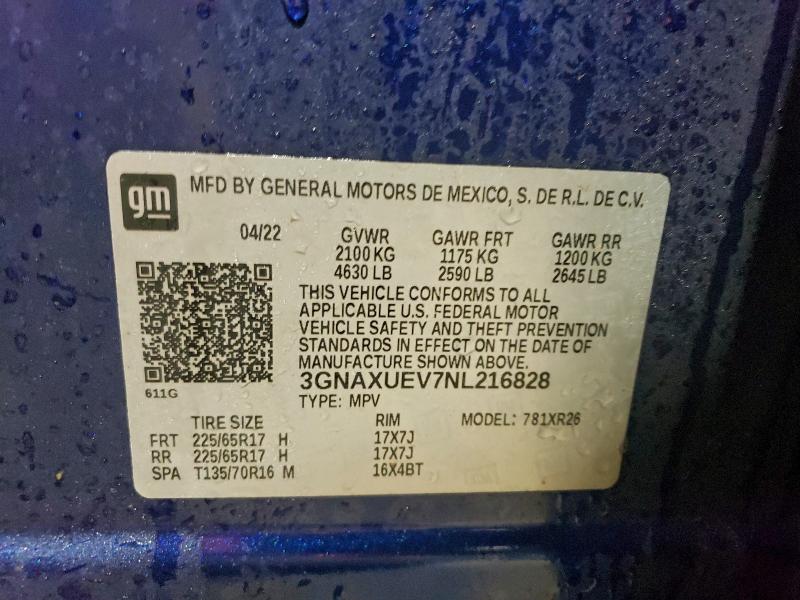 gm
MFD BY GENERAL MOTORS DE MEXICO, S. DE R.L. DE C.V.
04/22 GVWR GAWR FRT GAWR RR
2100 KG 1175 KG 1200 KG
4630 LB 2590 LB 2645 LB
THIS VEHICLE CONFORMS TO ALL
APPLICABLE U.S. FEDERAL MOTOR
VEHICLE SAFETY AND THEFT PREVENTION
STANDARDS IN EFFECT ON THE DATE OF
MANUFACTURE SHOWN ABOVE.
3GNAXUEV7NL216828
611G
TYPE: MPV
TIRE SIZE RIM MODEL: 781XR26
FRT 225/65R17 H 17X7J
RR 225/65R17 H 17X7J
SPA T135/70R16 M 16X4BT